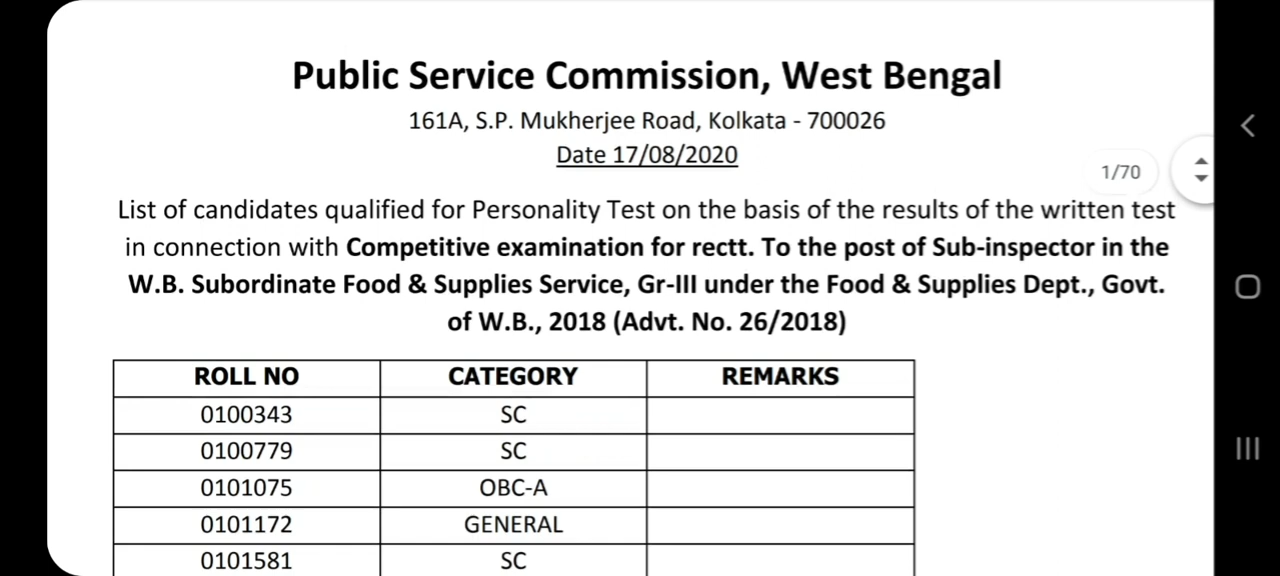 Public Service Commission, West Bengal
161A, S.P. Mukherjee Road, Kolkata - 700026
Date 17/08/2020
1/70
List of candidates qualified for Personality Test on the basis of the results of the written test
in connection with Competitive examination for rectt. To the post of Sub-inspector in the
W.B. Subordinate Food & Supplies Service, Gr-III under the Food & Supplies Dept., Govt.
of W.B., 2018 (Advt. No. 26/2018)
ROLL NO CATEGORY REMARKS
0100343 SC
0100779 SC
0101075 OBC-A
0101172 GENERAL
0101581 SC